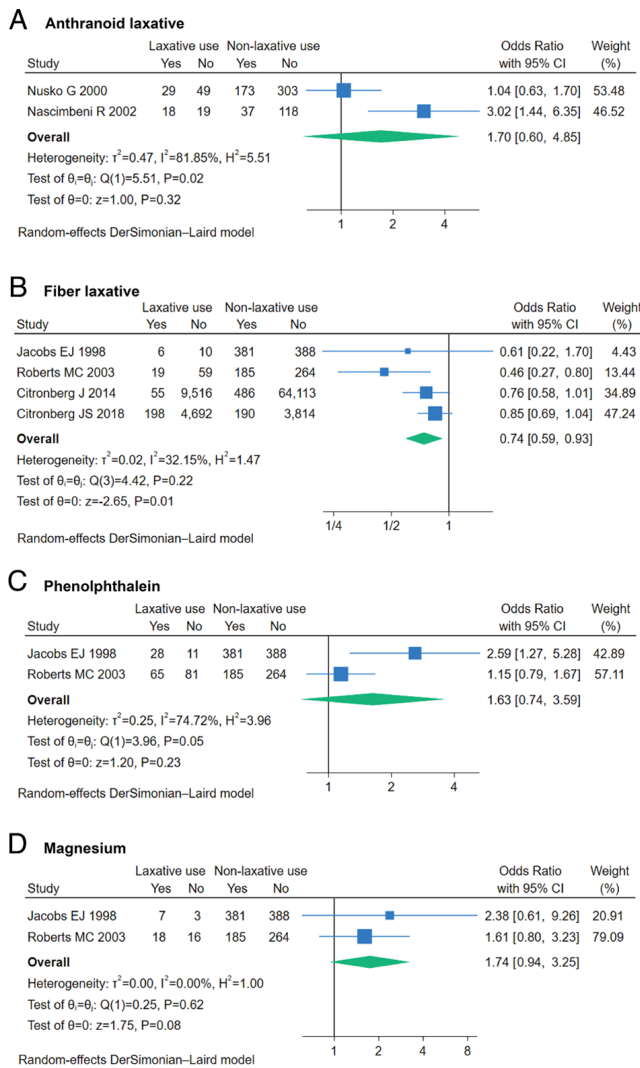 A Anthranoid laxative
Laxative use Non-laxative use Odds Ratio Weight
Study Yes No Yes No with 95% CI (%)
Nusko G 2000 29 49 173 303 1.04 [0.63, 1.70] 53.48
Nascimbeni R 2002 18 19 37 118 3.02 [1.44, 6.35] 46.52
Overall 1.70 [0.60, 4.85]
Heterogeneity: τ²=0.47, I²=81.85%, H²=5.51
Test of θᵢ=θⱼ: Q(1)=5.51, P=0.02
Test of θ=0: z=1.00, P=0.32
1 2 4
Random-effects DerSimonian–Laird model
B Fiber laxative
Laxative use Non-laxative use Odds Ratio Weight
Study Yes No Yes No with 95% CI (%)
Jacobs EJ 1998 6 10 381 388 0.61 [0.22, 1.70] 4.43
Roberts MC 2003 19 59 185 264 0.46 [0.27, 0.80] 13.44
Citronberg J 2014 55 9,516 486 64,113 0.76 [0.58, 1.01] 34.89
Citronberg JS 2018 198 4,692 190 3,814 0.85 [0.69, 1.04] 47.24
Overall 0.74 [0.59, 0.93]
Heterogeneity: τ²=0.02, I²=32.15%, H²=1.47
Test of θᵢ=θⱼ: Q(3)=4.42, P=0.22
Test of θ=0: z=-2.65, P=0.01
1/4 1/2 1
Random-effects DerSimonian–Laird model
C Phenolphthalein
Laxative use Non-laxative use Odds Ratio Weight
Study Yes No Yes No with 95% CI (%)
Jacobs EJ 1998 28 11 381 388 2.59 [1.27, 5.28] 42.89
Roberts MC 2003 65 81 185 264 1.15 [0.79, 1.67] 57.11
Overall 1.63 [0.74, 3.59]
Heterogeneity: τ²=0.25, I²=74.72%, H²=3.96
Test of θᵢ=θⱼ: Q(1)=3.96, P=0.05
Test of θ=0: z=1.20, P=0.23
1 2 4
Random-effects DerSimonian–Laird model
D Magnesium
Laxative use Non-laxative use Odds Ratio Weight
Study Yes No Yes No with 95% CI (%)
Jacobs EJ 1998 7 3 381 388 2.38 [0.61, 9.26] 20.91
Roberts MC 2003 18 16 185 264 1.61 [0.80, 3.23] 79.09
Overall 1.74 [0.94, 3.25]
Heterogeneity: τ²=0.00, I²=0.00%, H²=1.00
Test of θᵢ=θⱼ: Q(1)=0.25, P=0.62
Test of θ=0: z=1.75, P=0.08
1 2 4 8
Random-effects DerSimonian–Laird model